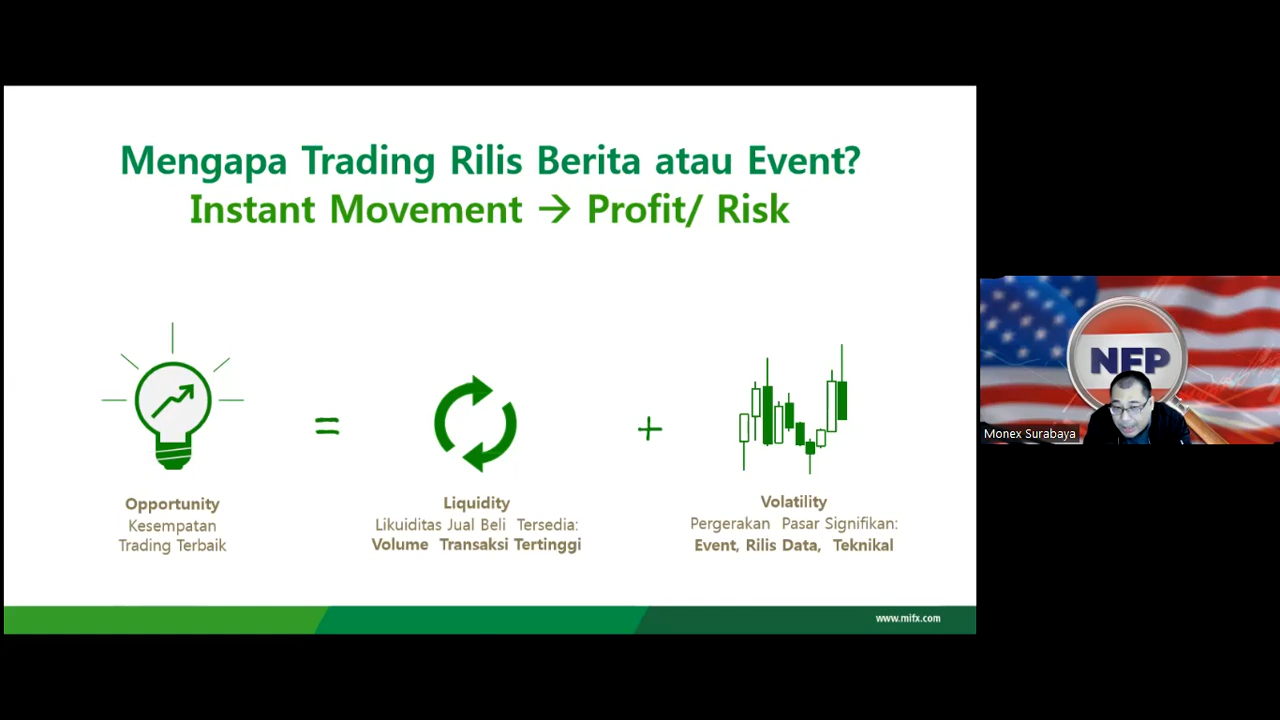 Mengapa Trading Rilis Berita atau Event?
Instant Movement → Profit/ Risk
=
+
Opportunity
Kesempatan
Trading Terbaik
Liquidity
Likuiditas Jual Beli Tersedia:
Volume Transaksi Tertinggi
Volatility
Pergerakan Pasar Signifikan:
Event, Rilis Data, Teknikal
www.mifx.com
NFP
Monex Surabaya